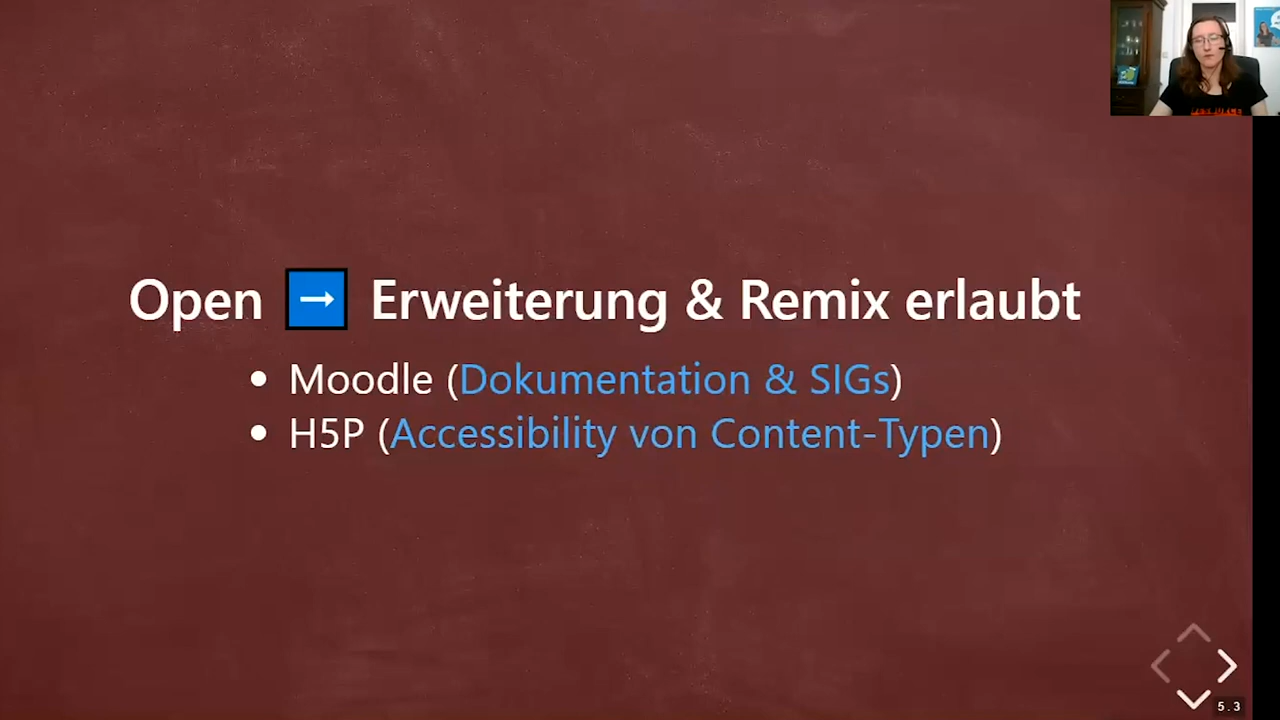 Open ➡ Erweiterung & Remix erlaubt
• Moodle (Dokumentation & SIGs)
• H5P (Accessibility von Content-Typen)
5.3